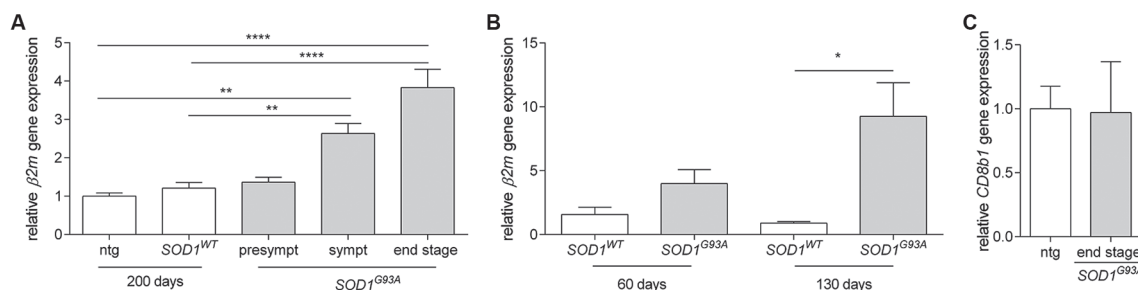 A
relative β2m gene expression
5
4
3
2
1
0
****
****
**
**
ntg
SOD1WT
presympt
sympt
end stage
200 days
SOD1G93A
B
relative β2m gene expression
15
10
5
0
*
SOD1WT
SOD1G93A
SOD1WT
SOD1G93A
60 days
130 days
C
relative CD8b1 gene expression
1.5
1.0
0.5
0.0
ntg
end stage
SOD1G93A